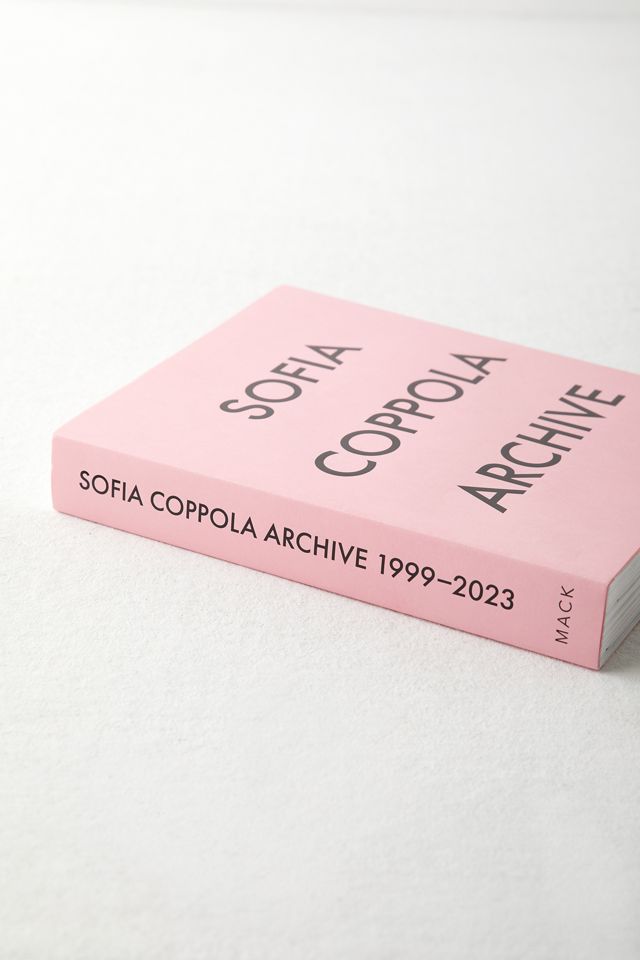 SOFIA
COPPOLA
ARCHIVE
SOFIA COPPOLA ARCHIVE 1999–2023
MACK